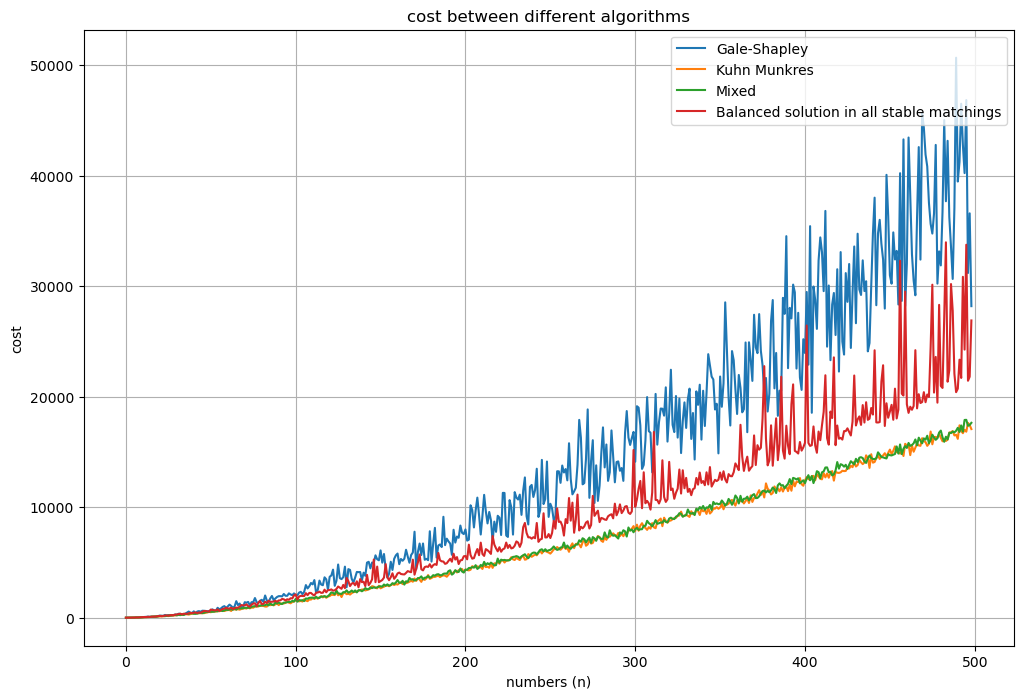 cost between different algorithms
Gale-Shapley
Kuhn Munkres
Mixed
Balanced solution in all stable matchings
50000
40000
30000
20000
10000
0
cost
0 100 200 300 400 500
numbers (n)